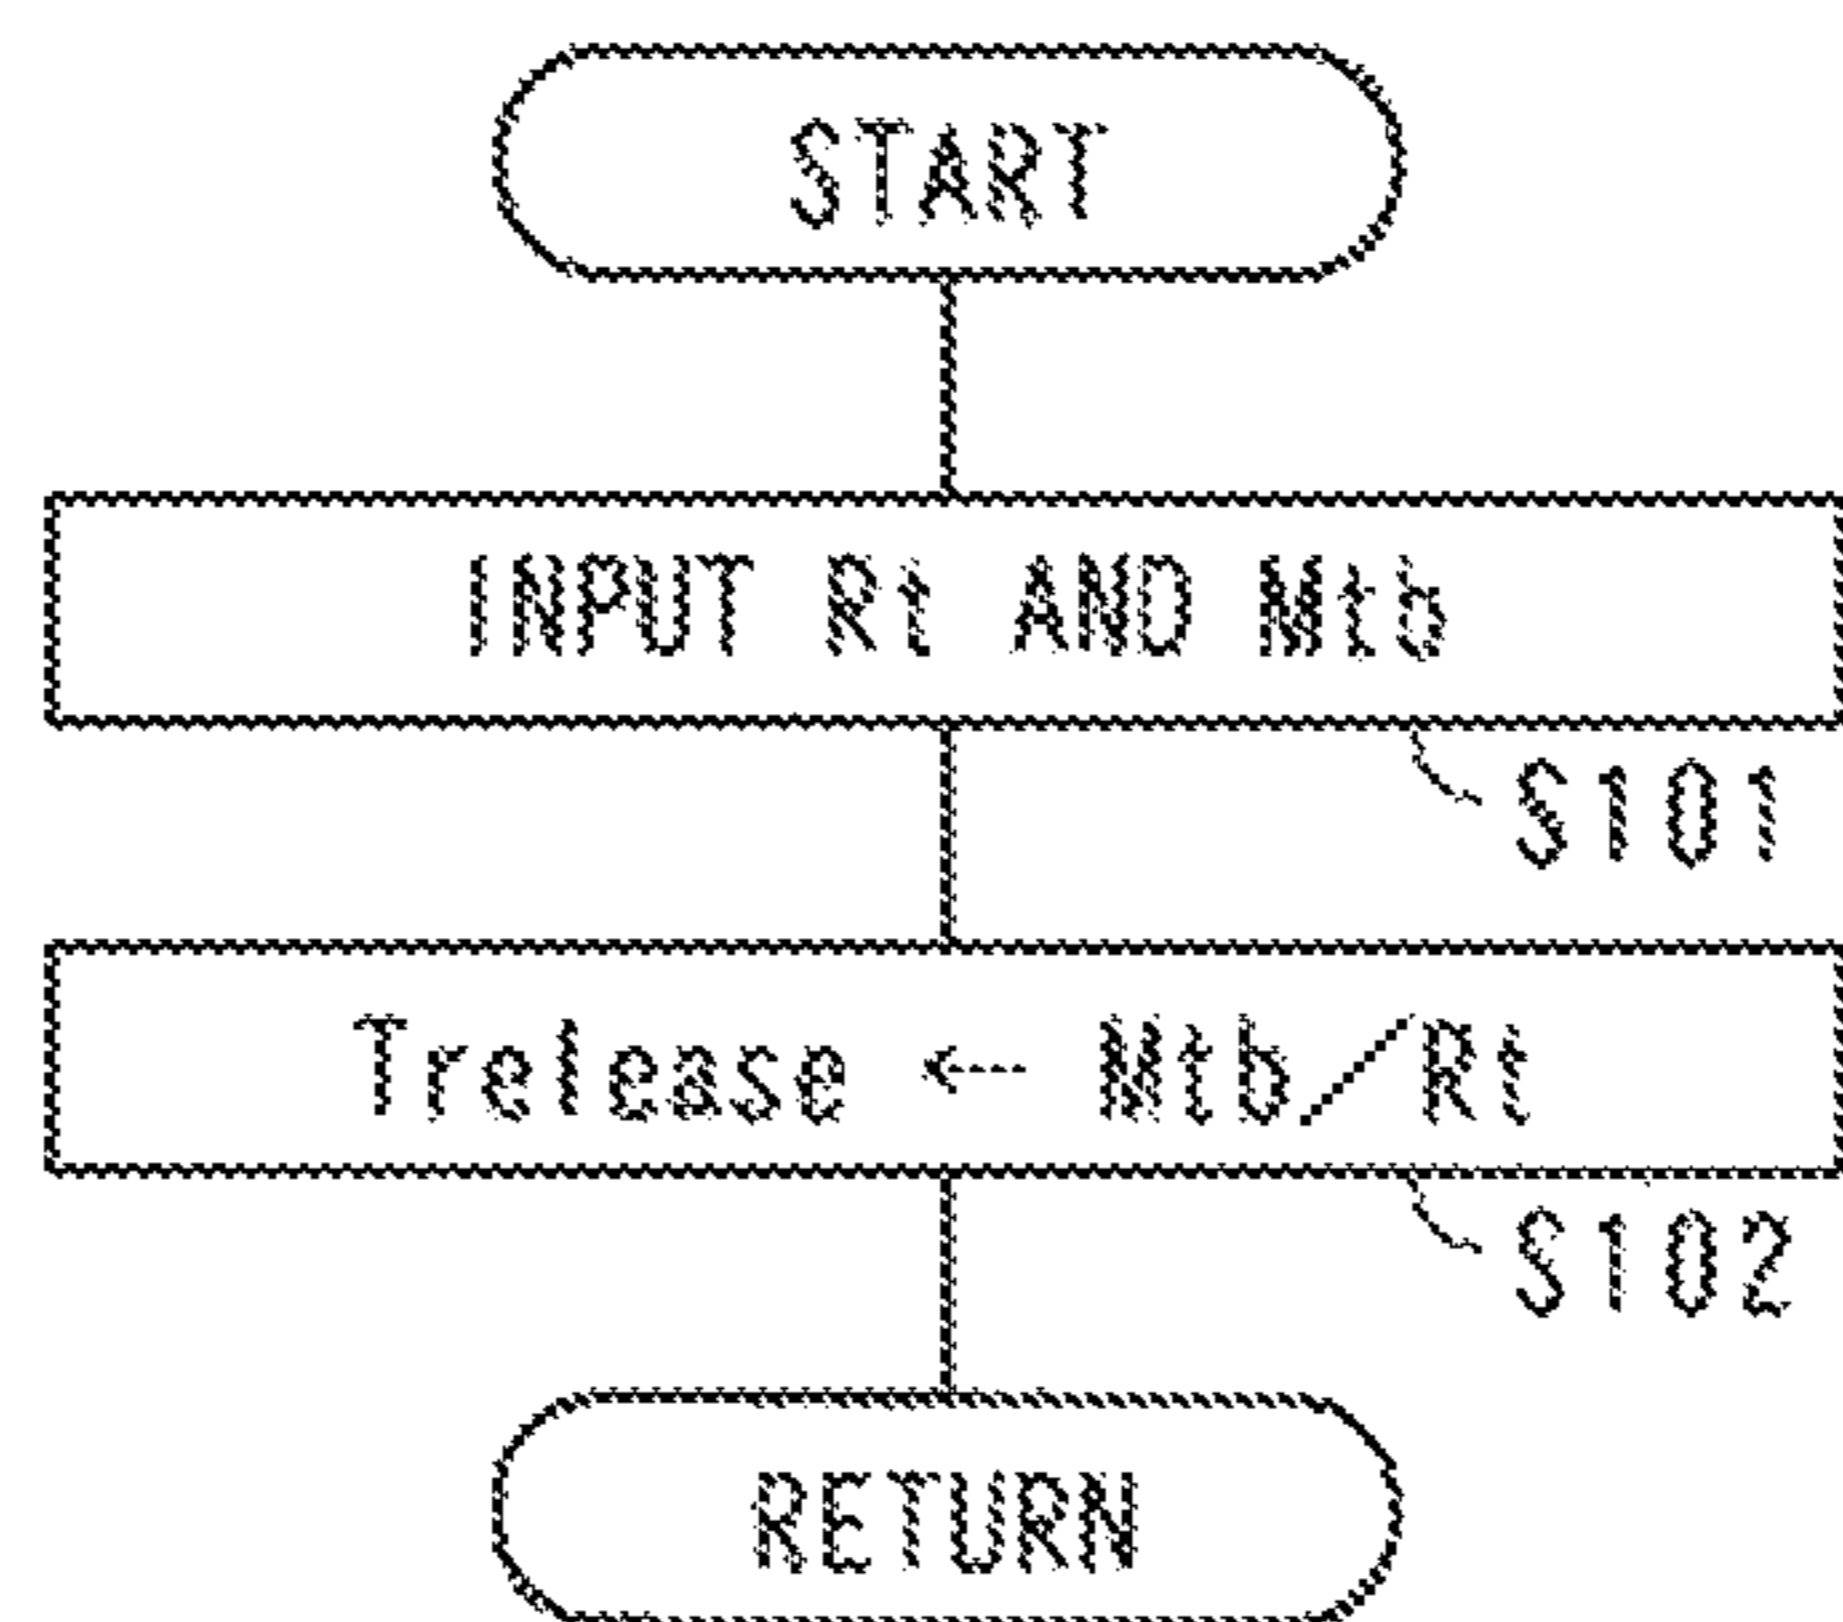 START
INPUT Rt AND Mtb
S101
Trelease ← Mtb/Rt
S102
RETURN